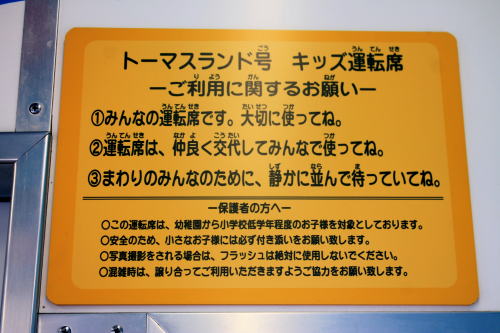 トーマスランド号　キッズ運転席
ーご利用に関するお願いー
①みんなの運転席です。大切に使ってね。
②運転席は、仲良く交代してみんなで使ってね。
③まわりのみんなのために、静かに並んで待っていてね。
ー保護者の方へー
○この運転席は、幼稚園から小学校低学年程度のお子様を対象としております。
○安全のため、小さなお子様には必ず付き添いをお願い致します。
○写真撮影をされる場合は、フラッシュは絶対に使用しないでください。
○混雑時は、譲り合ってご利用いただきますようご協力をお願い致します。